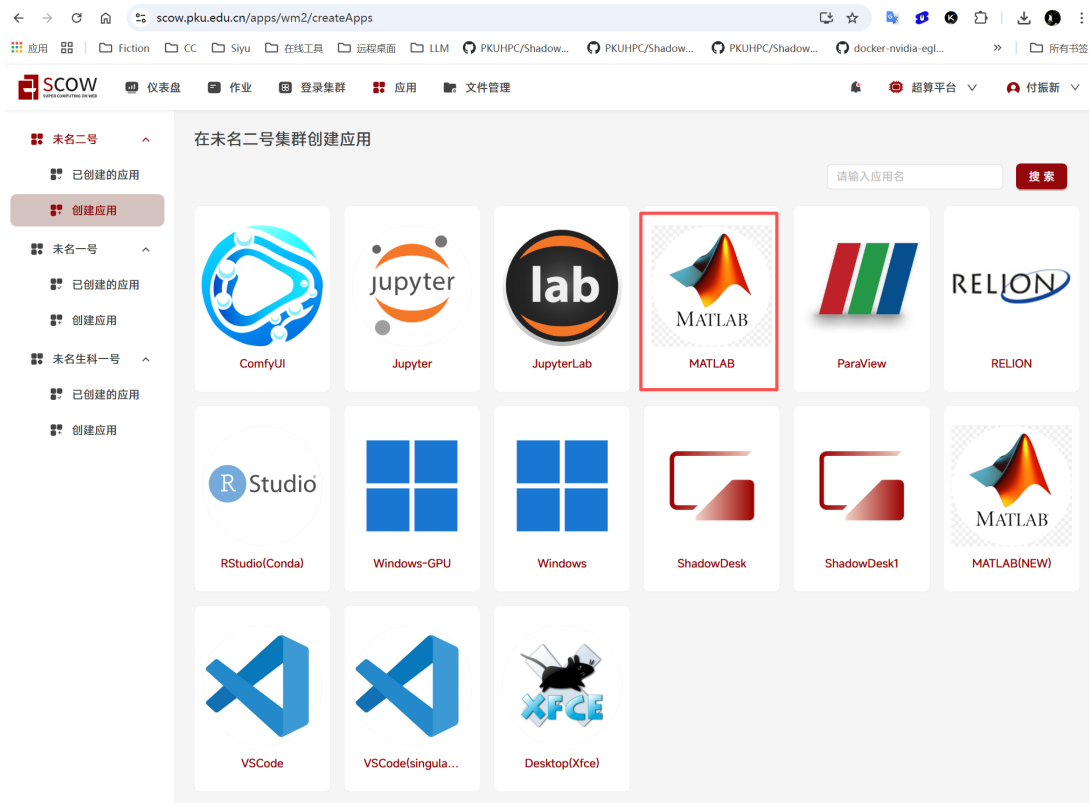 scow.pku.edu.cn/apps/wm2/createApps
应用 Fiction CC Siyu 在线工具 远程桌面 LLM PKUHPC/Shadow... PKUHPC/Shadow... PKUHPC/Shadow... docker-nvidia-egl... » 所有书签
SCOW 仪表盘 作业 登录集群 应用 文件管理 超算平台 付振新
SUPER COMPUTING ON WEB
未名二号
已创建的应用
创建应用
未名一号
已创建的应用
创建应用
未名生科一号
已创建的应用
创建应用
在未名二号集群创建应用
请输入应用名 搜 索
jupyter lab MATLAB RELION
ComfyUI Jupyter JupyterLab MATLAB ParaView RELION
R Studio MATLAB
RStudio(Conda) Windows-GPU Windows ShadowDesk ShadowDesk1 MATLAB(NEW)
XFCE
VSCode VSCode(singula... Desktop(Xfce)